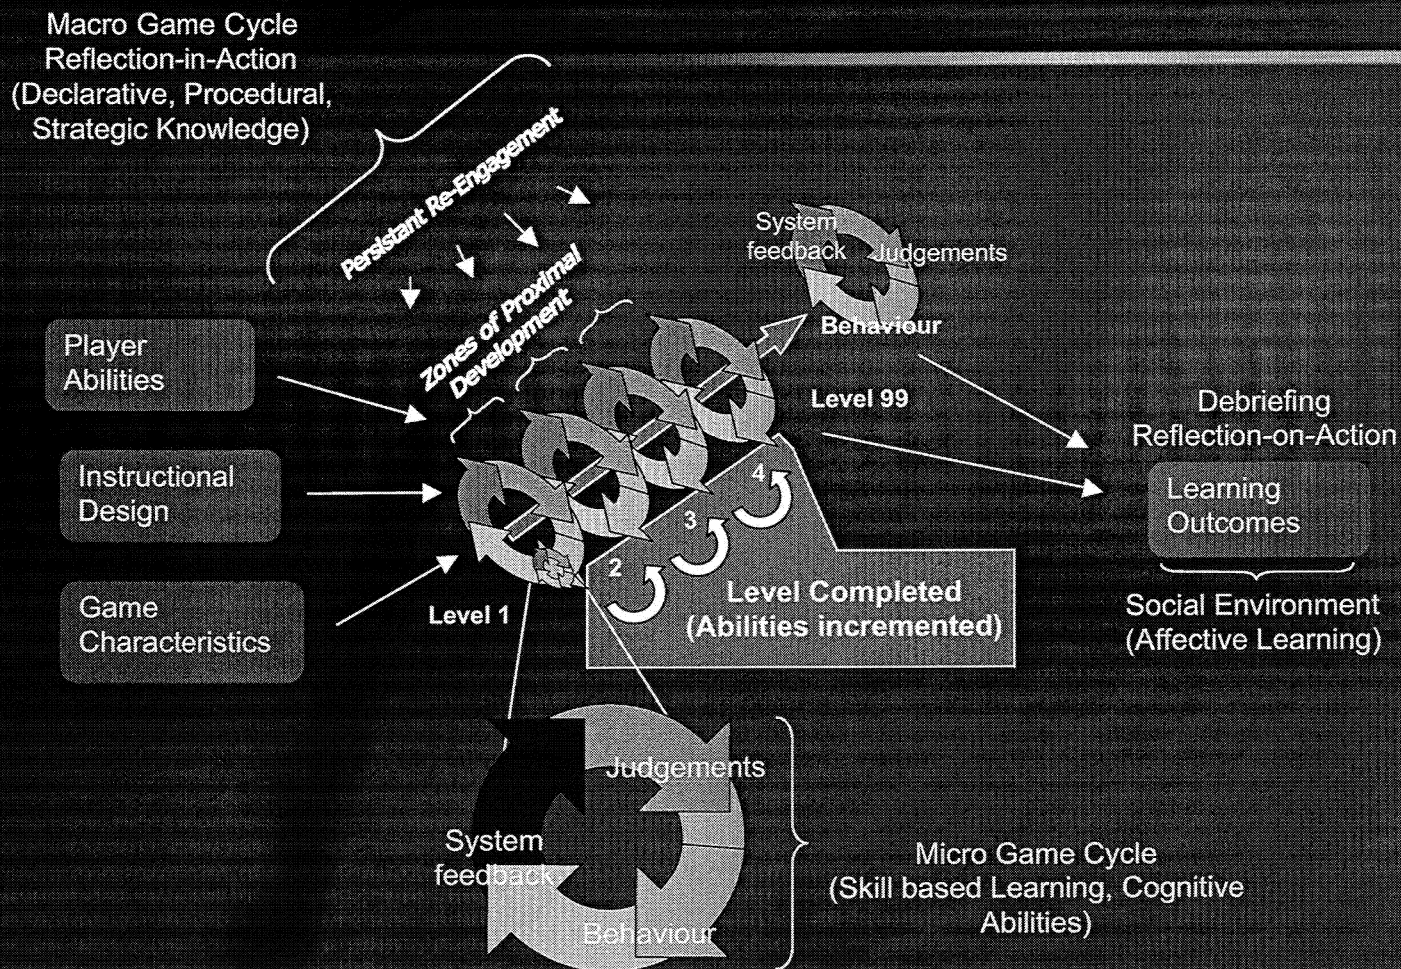 Macro Game Cycle
Reflection-in-Action
(Declarative, Procedural,
Strategic Knowledge)
Persistant Re-Engagement
Zones of Proximal
Development
System
feedback
Judgements
Behaviour
Player
Abilities
Level 99
Debriefing
Reflection-on-Action
Instructional
Design
Learning
Outcomes
4
3
2
Level Completed
(Abilities incremented)
Game
Characteristics
Level 1
Social Environment
(Affective Learning)
Judgements
System
feedback
Behaviour
Micro Game Cycle
(Skill based Learning, Cognitive
Abilities)